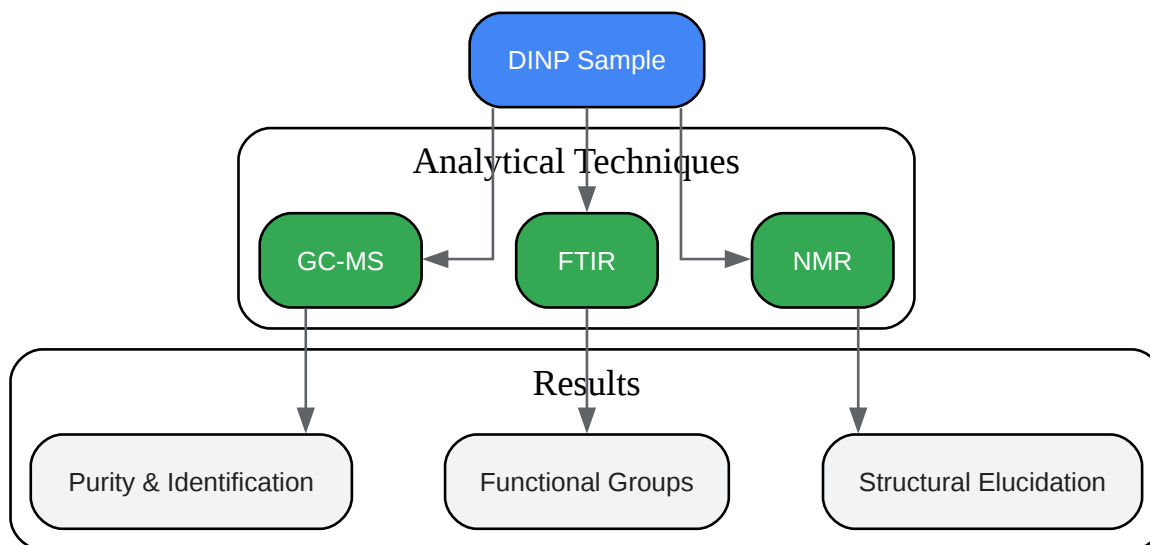 DINP Sample
Analytical Techniques
GC-MS
FTIR
NMR
Results
Purity & Identification
Functional Groups
Structural Elucidation